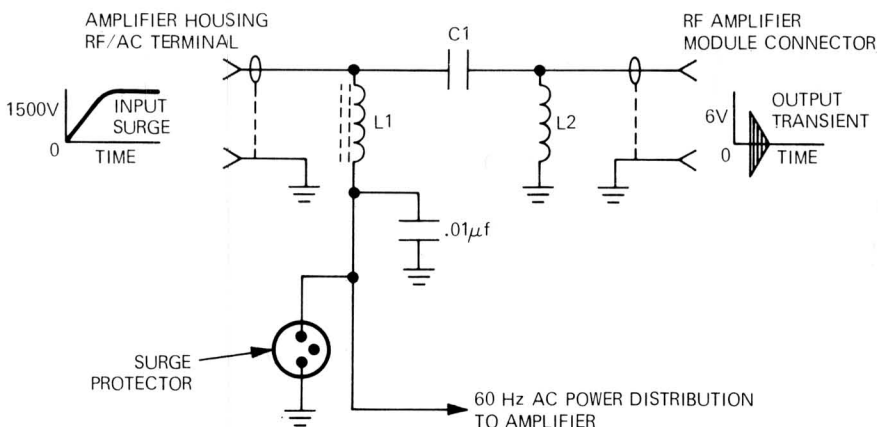 AMPLIFIER HOUSING
RF/AC TERMINAL
C1
RF AMPLIFIER
MODULE CONNECTOR
1500V
INPUT
SURGE
0
TIME
L1
L2
6V
OUTPUT
TRANSIENT
0
TIME
.01μf
SURGE
PROTECTOR
60 Hz AC POWER DISTRIBUTION
TO AMPLIFIER